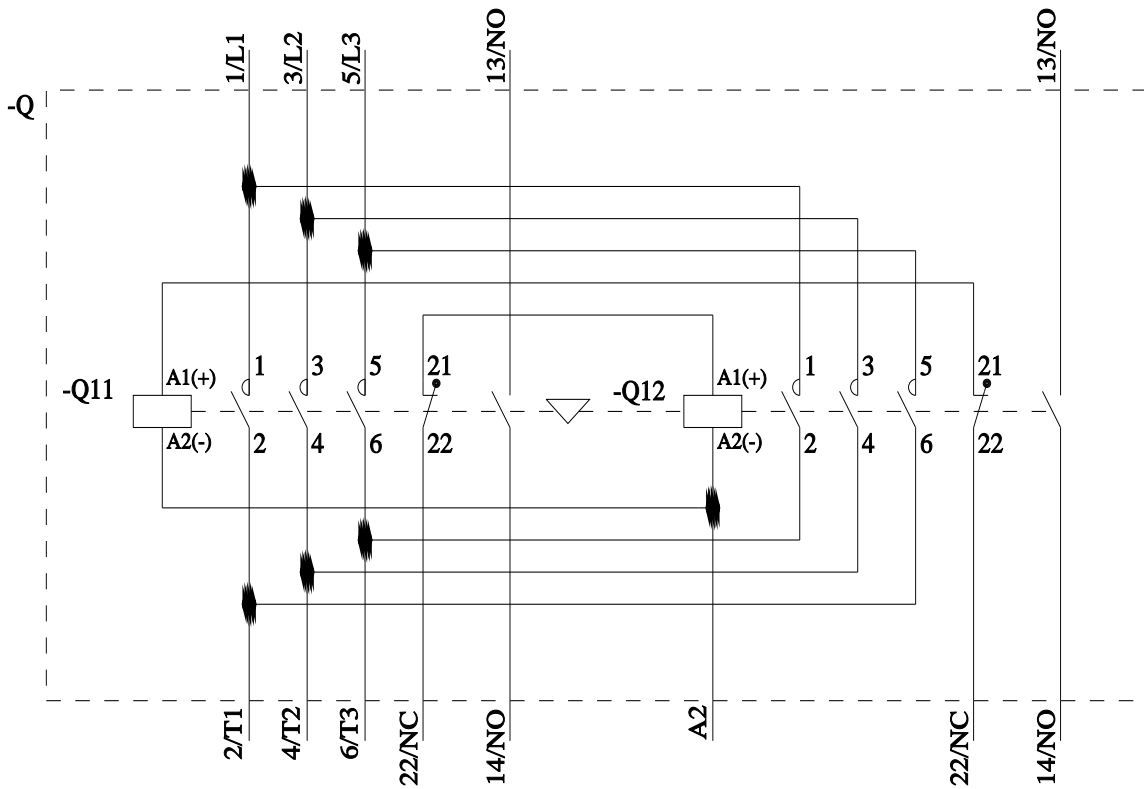 1/L1
3/L2
5/L3
13/NO
13/NO
-Q
-Q11
A1(+)
A2(-)
1
2
3
4
5
6
21
22
-Q12
A1(+)
A2(-)
1
2
3
4
5
6
21
22
2/T1
4/T2
6/T3
22/NC
14/NO
A2
22/NC
14/NO